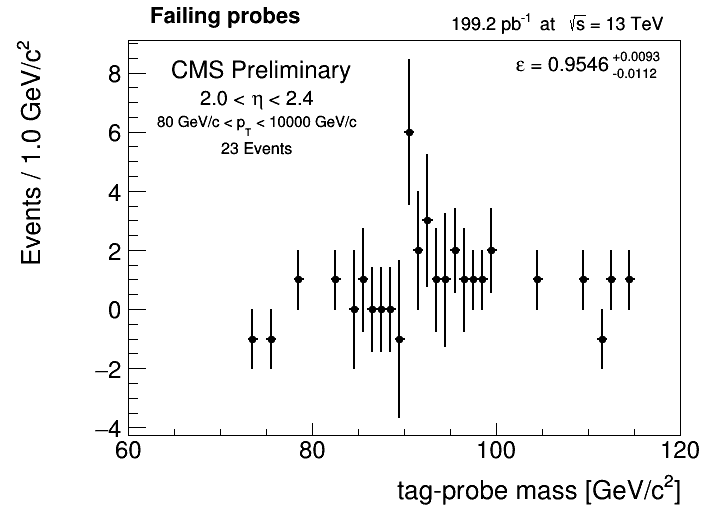 Failing probes
199.2 pb⁻¹ at √s = 13 TeV
CMS Preliminary
2.0 < η < 2.4
80 GeV/c < p_T < 10000 GeV/c
23 Events
ε = 0.9546 +0.0093 -0.0112
Events / 1.0 GeV/c²
8
6
4
2
0
−2
−4
60 80 100 120
tag-probe mass [GeV/c²]